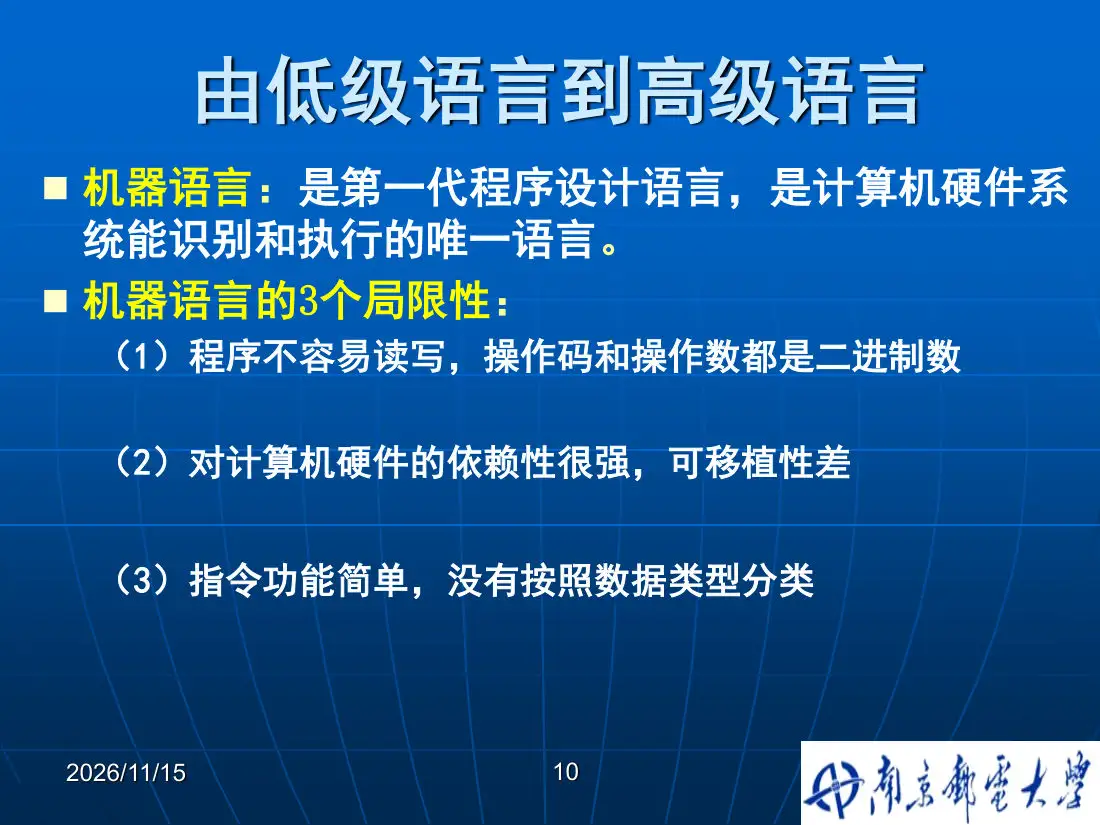 由低级语言到高级语言
机器语言：是第一代程序设计语言，是计算机硬件系
统能识别和执行的唯一语言。
机器语言的3个局限性：
（1）程序不容易读写，操作码和操作数都是二进制数
（2）对计算机硬件的依赖性很强，可移植性差
（3）指令功能简单，没有按照数据类型分类
2026/11/15
10
南京郵電大學